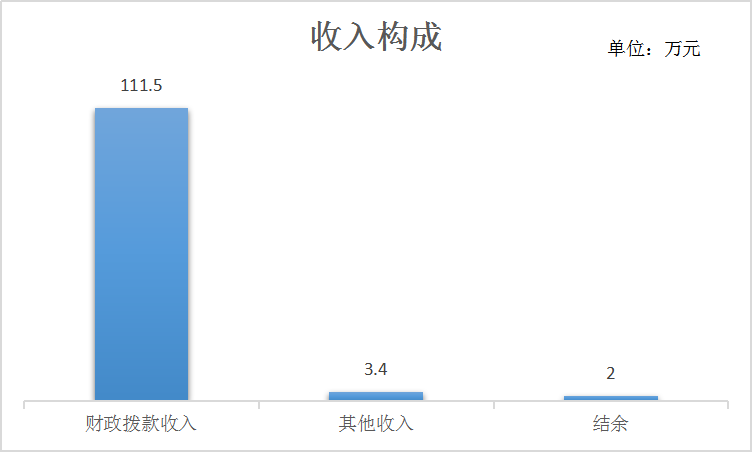 收入构成
单位：万元
111.5
3.4
2
财政拨款收入
其他收入
结余